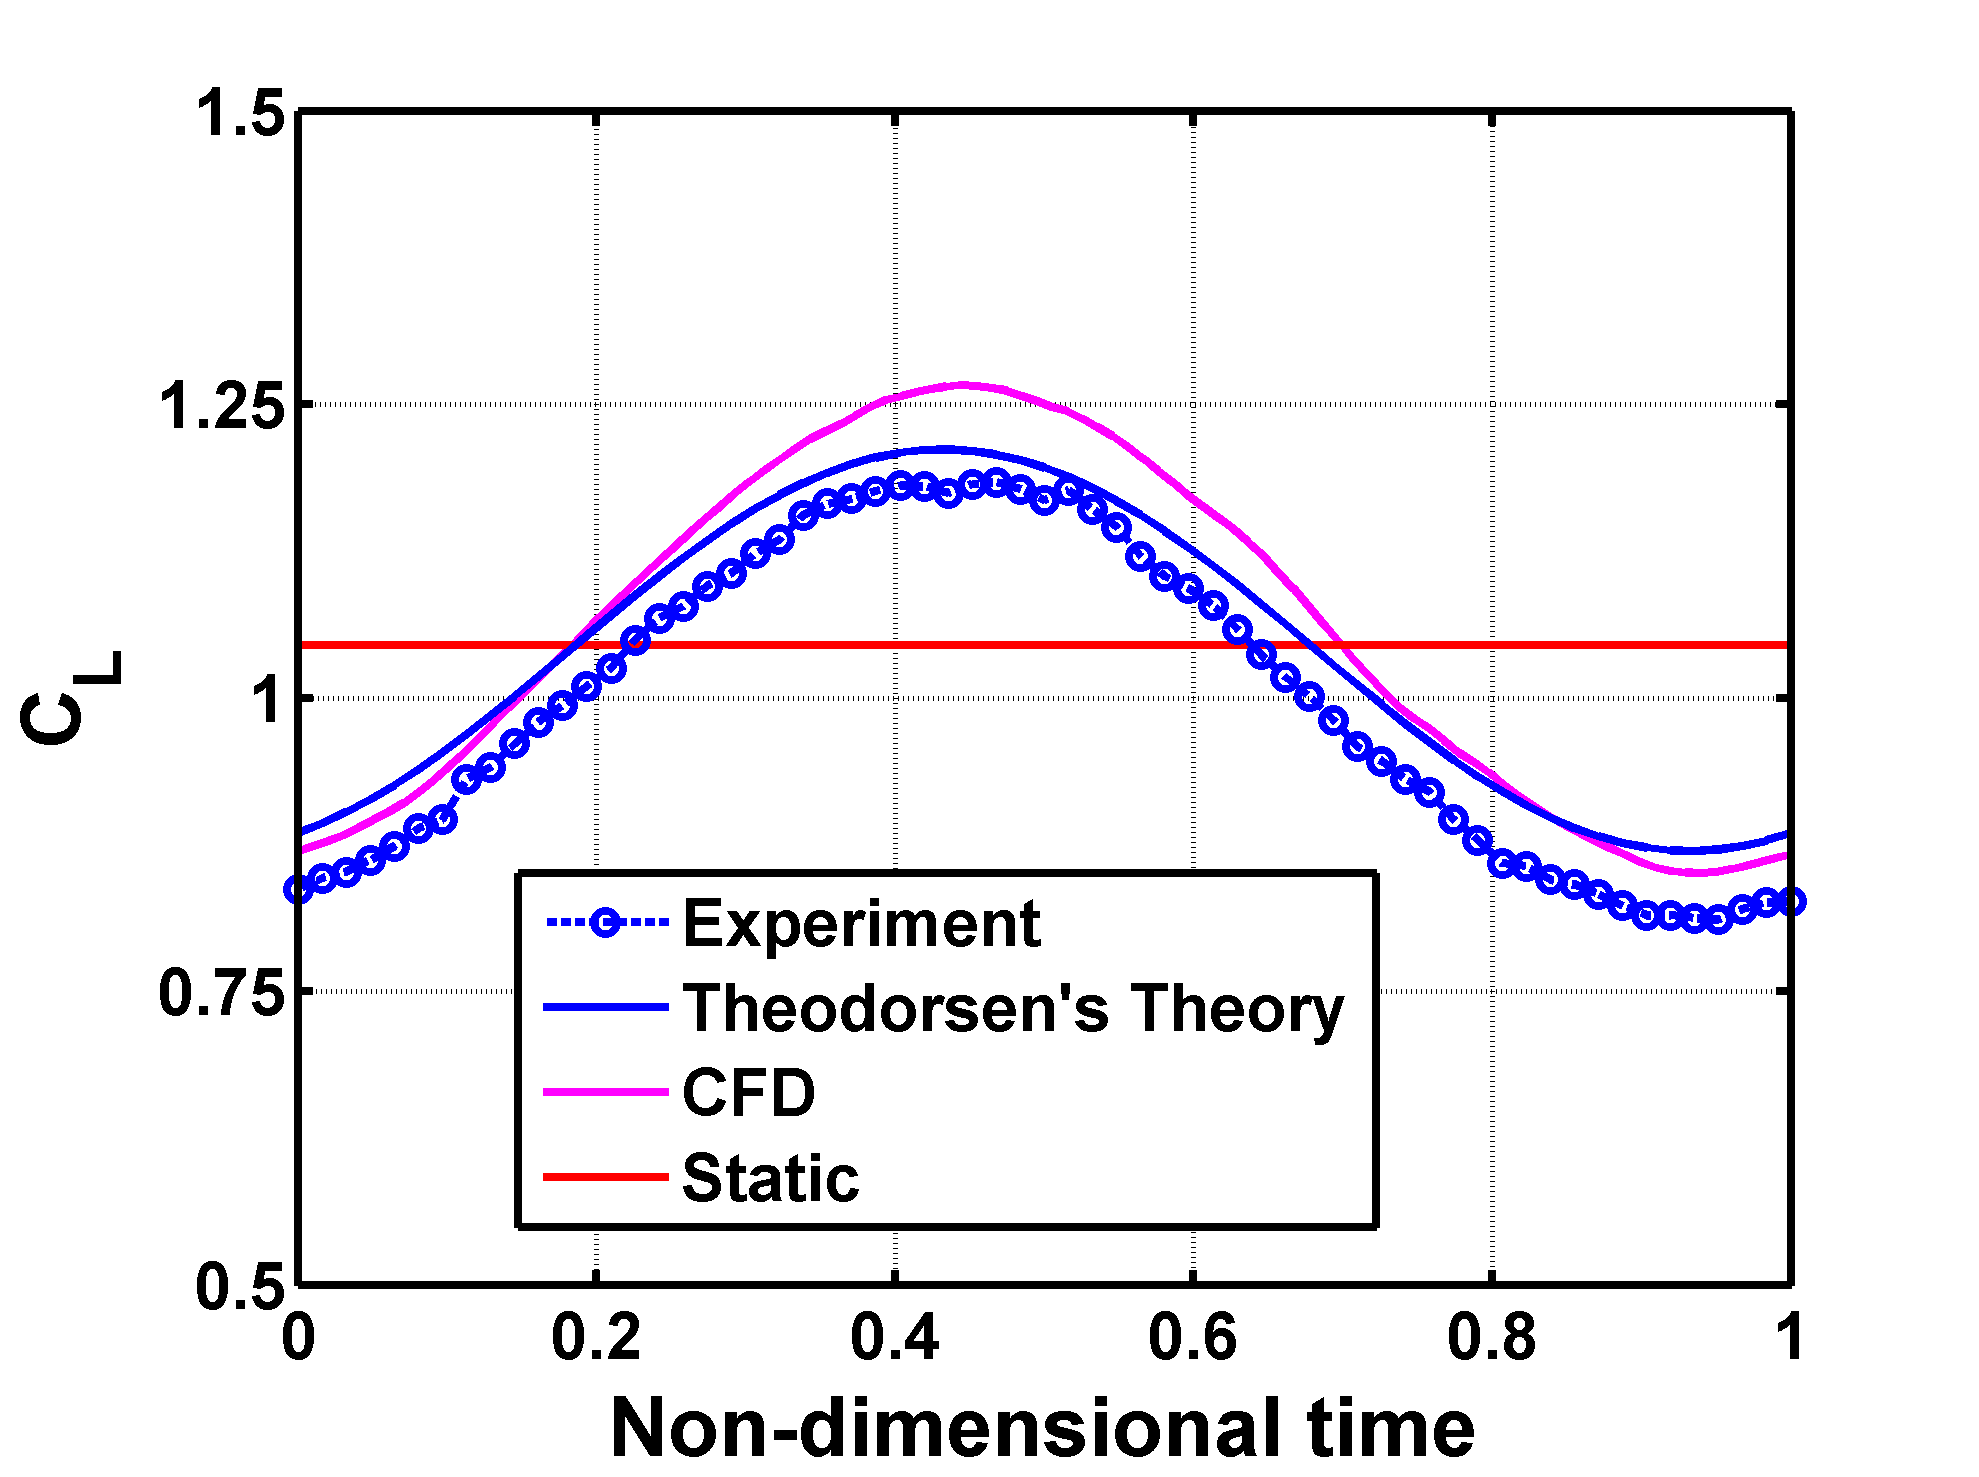 1.5
1.25
1
0.75
0.5
C_L
0 0.2 0.4 0.6 0.8 1
Non-dimensional time
Experiment
Theodorsen's Theory
CFD
Static